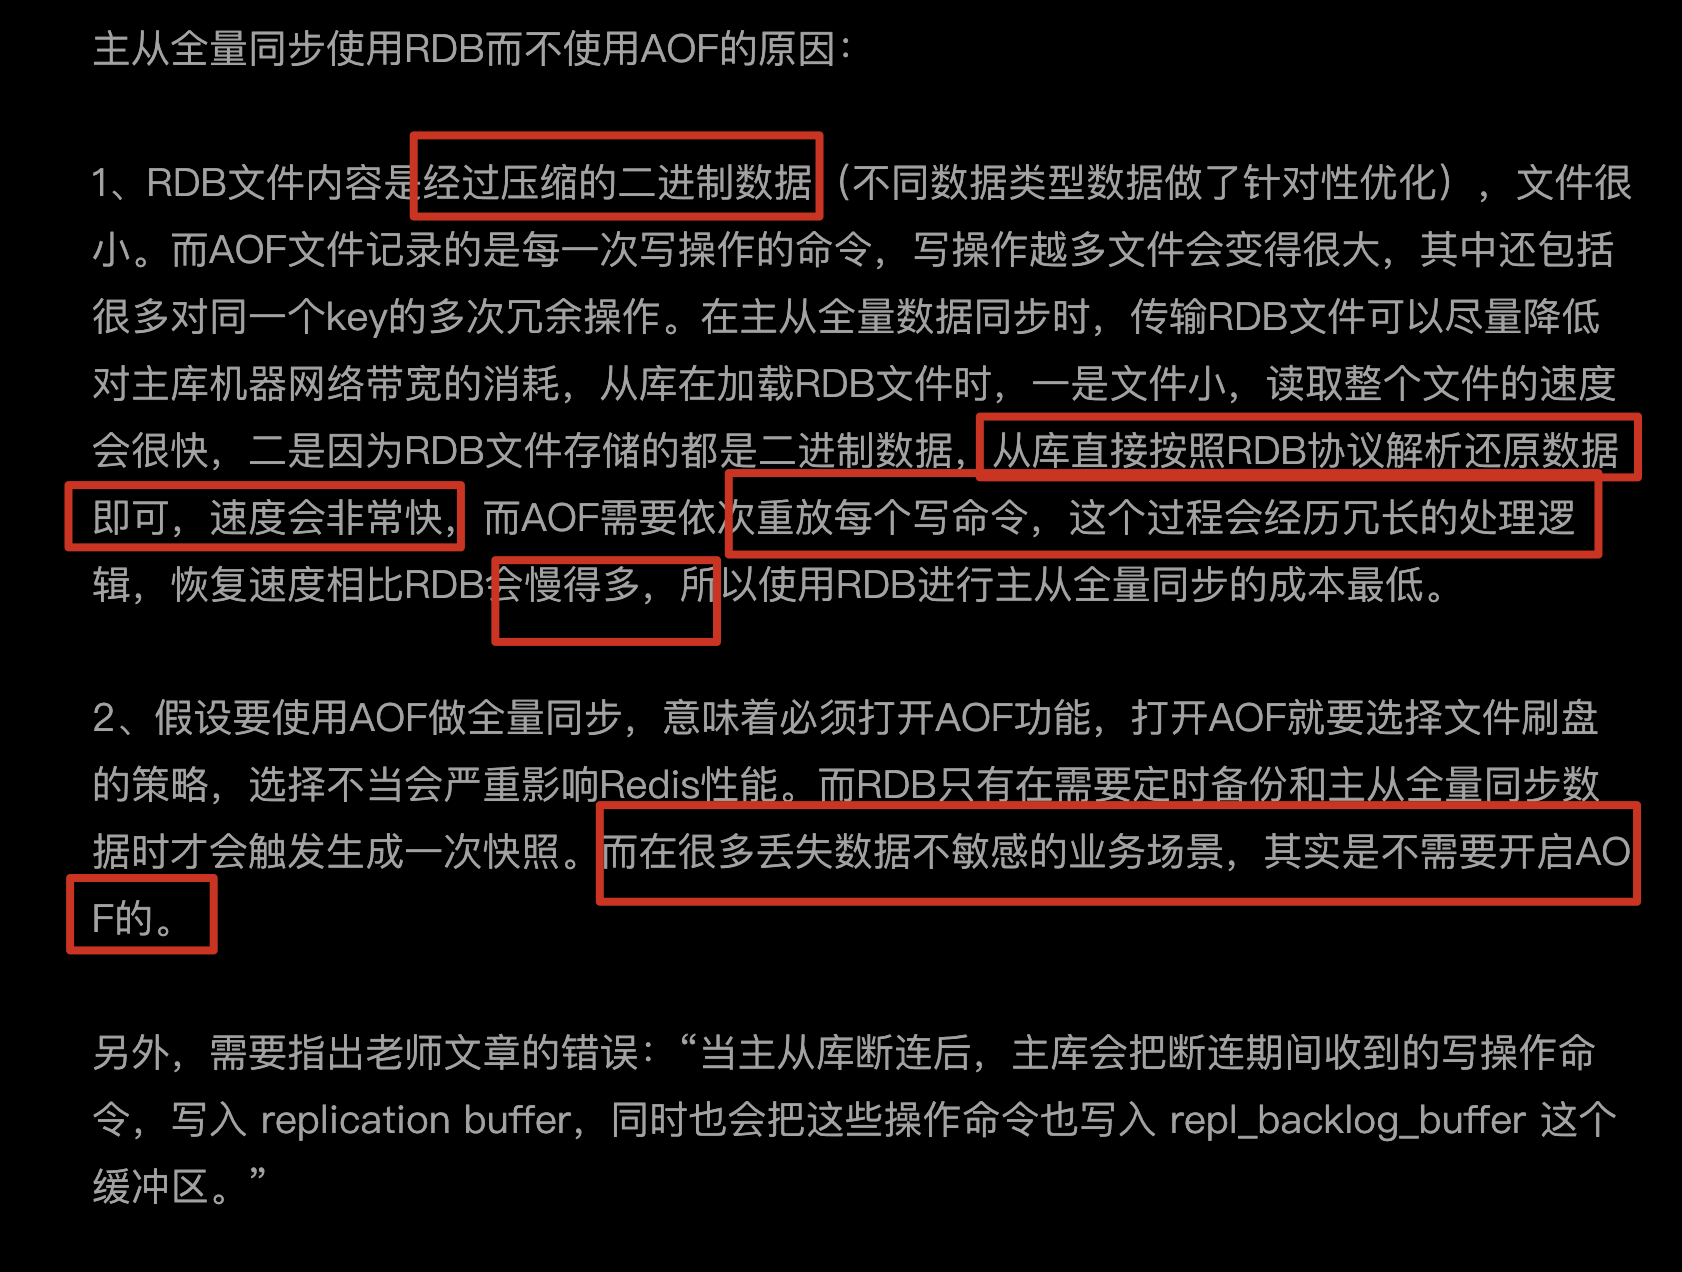 主从全量同步使用RDB而不使用AOF的原因：
1、RDB文件内容是经过压缩的二进制数据（不同数据类型数据做了针对性优化），文件很
小。而AOF文件记录的是每一次写操作的命令，写操作越多文件会变得很大，其中还包括
很多对同一个key的多次冗余操作。在主从全量数据同步时，传输RDB文件可以尽量降低
对主库机器网络带宽的消耗，从库在加载RDB文件时，一是文件小，读取整个文件的速度
会很快，二是因为RDB文件存储的都是二进制数据，从库直接按照RDB协议解析还原数据
即可，速度会非常快，而AOF需要依次重放每个写命令，这个过程会经历冗长的处理逻
辑，恢复速度相比RDB会慢得多，所以使用RDB进行主从全量同步的成本最低。
2、假设要使用AOF做全量同步，意味着必须打开AOF功能，打开AOF就要选择文件刷盘
的策略，选择不当会严重影响Redis性能。而RDB只有在需要定时备份和主从全量同步数
据时才会触发生成一次快照。而在很多丢失数据不敏感的业务场景，其实是不需要开启AO
F的。
另外，需要指出老师文章的错误：“当主从库断连后，主库会把断连期间收到的写操作命
令，写入 replication buffer，同时也会把这些操作命令也写入 repl_backlog_buffer 这个
缓冲区。”